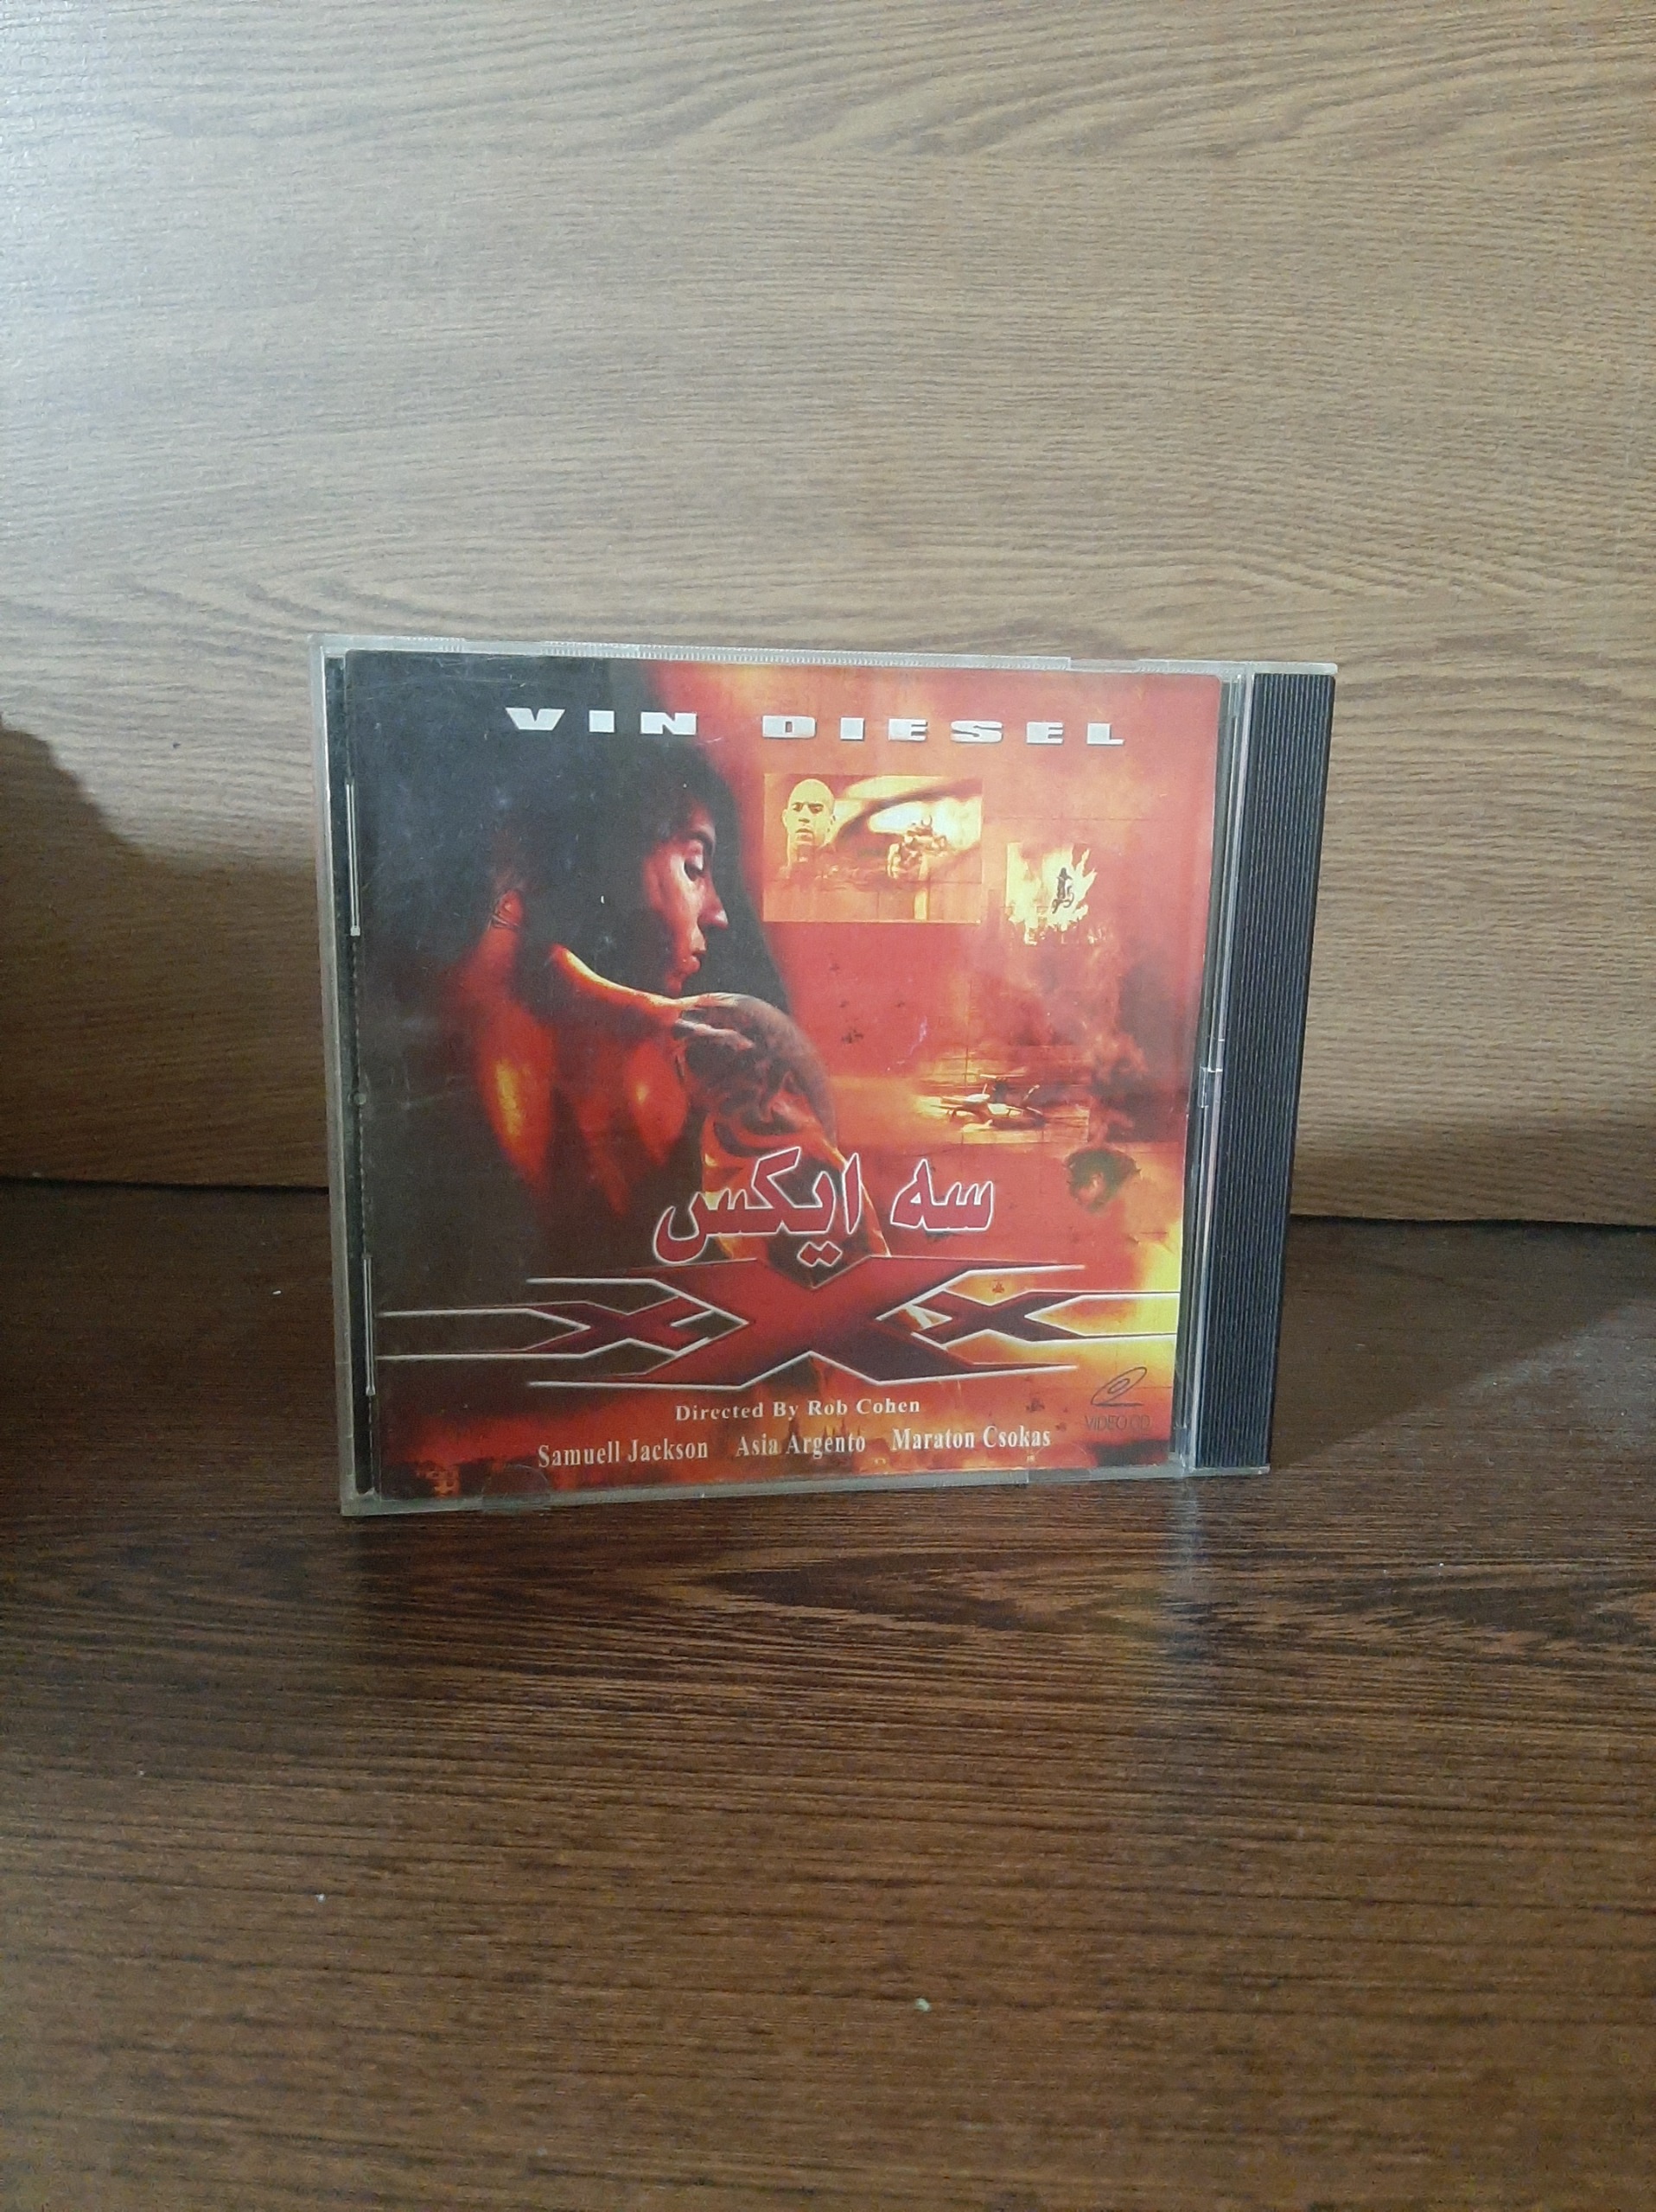 VIN DIESEL
سه ایکس
xXx
Directed By Rob Cohen
Samuell Jackson Asia Argento Maraton Csokas
VIDEO CD